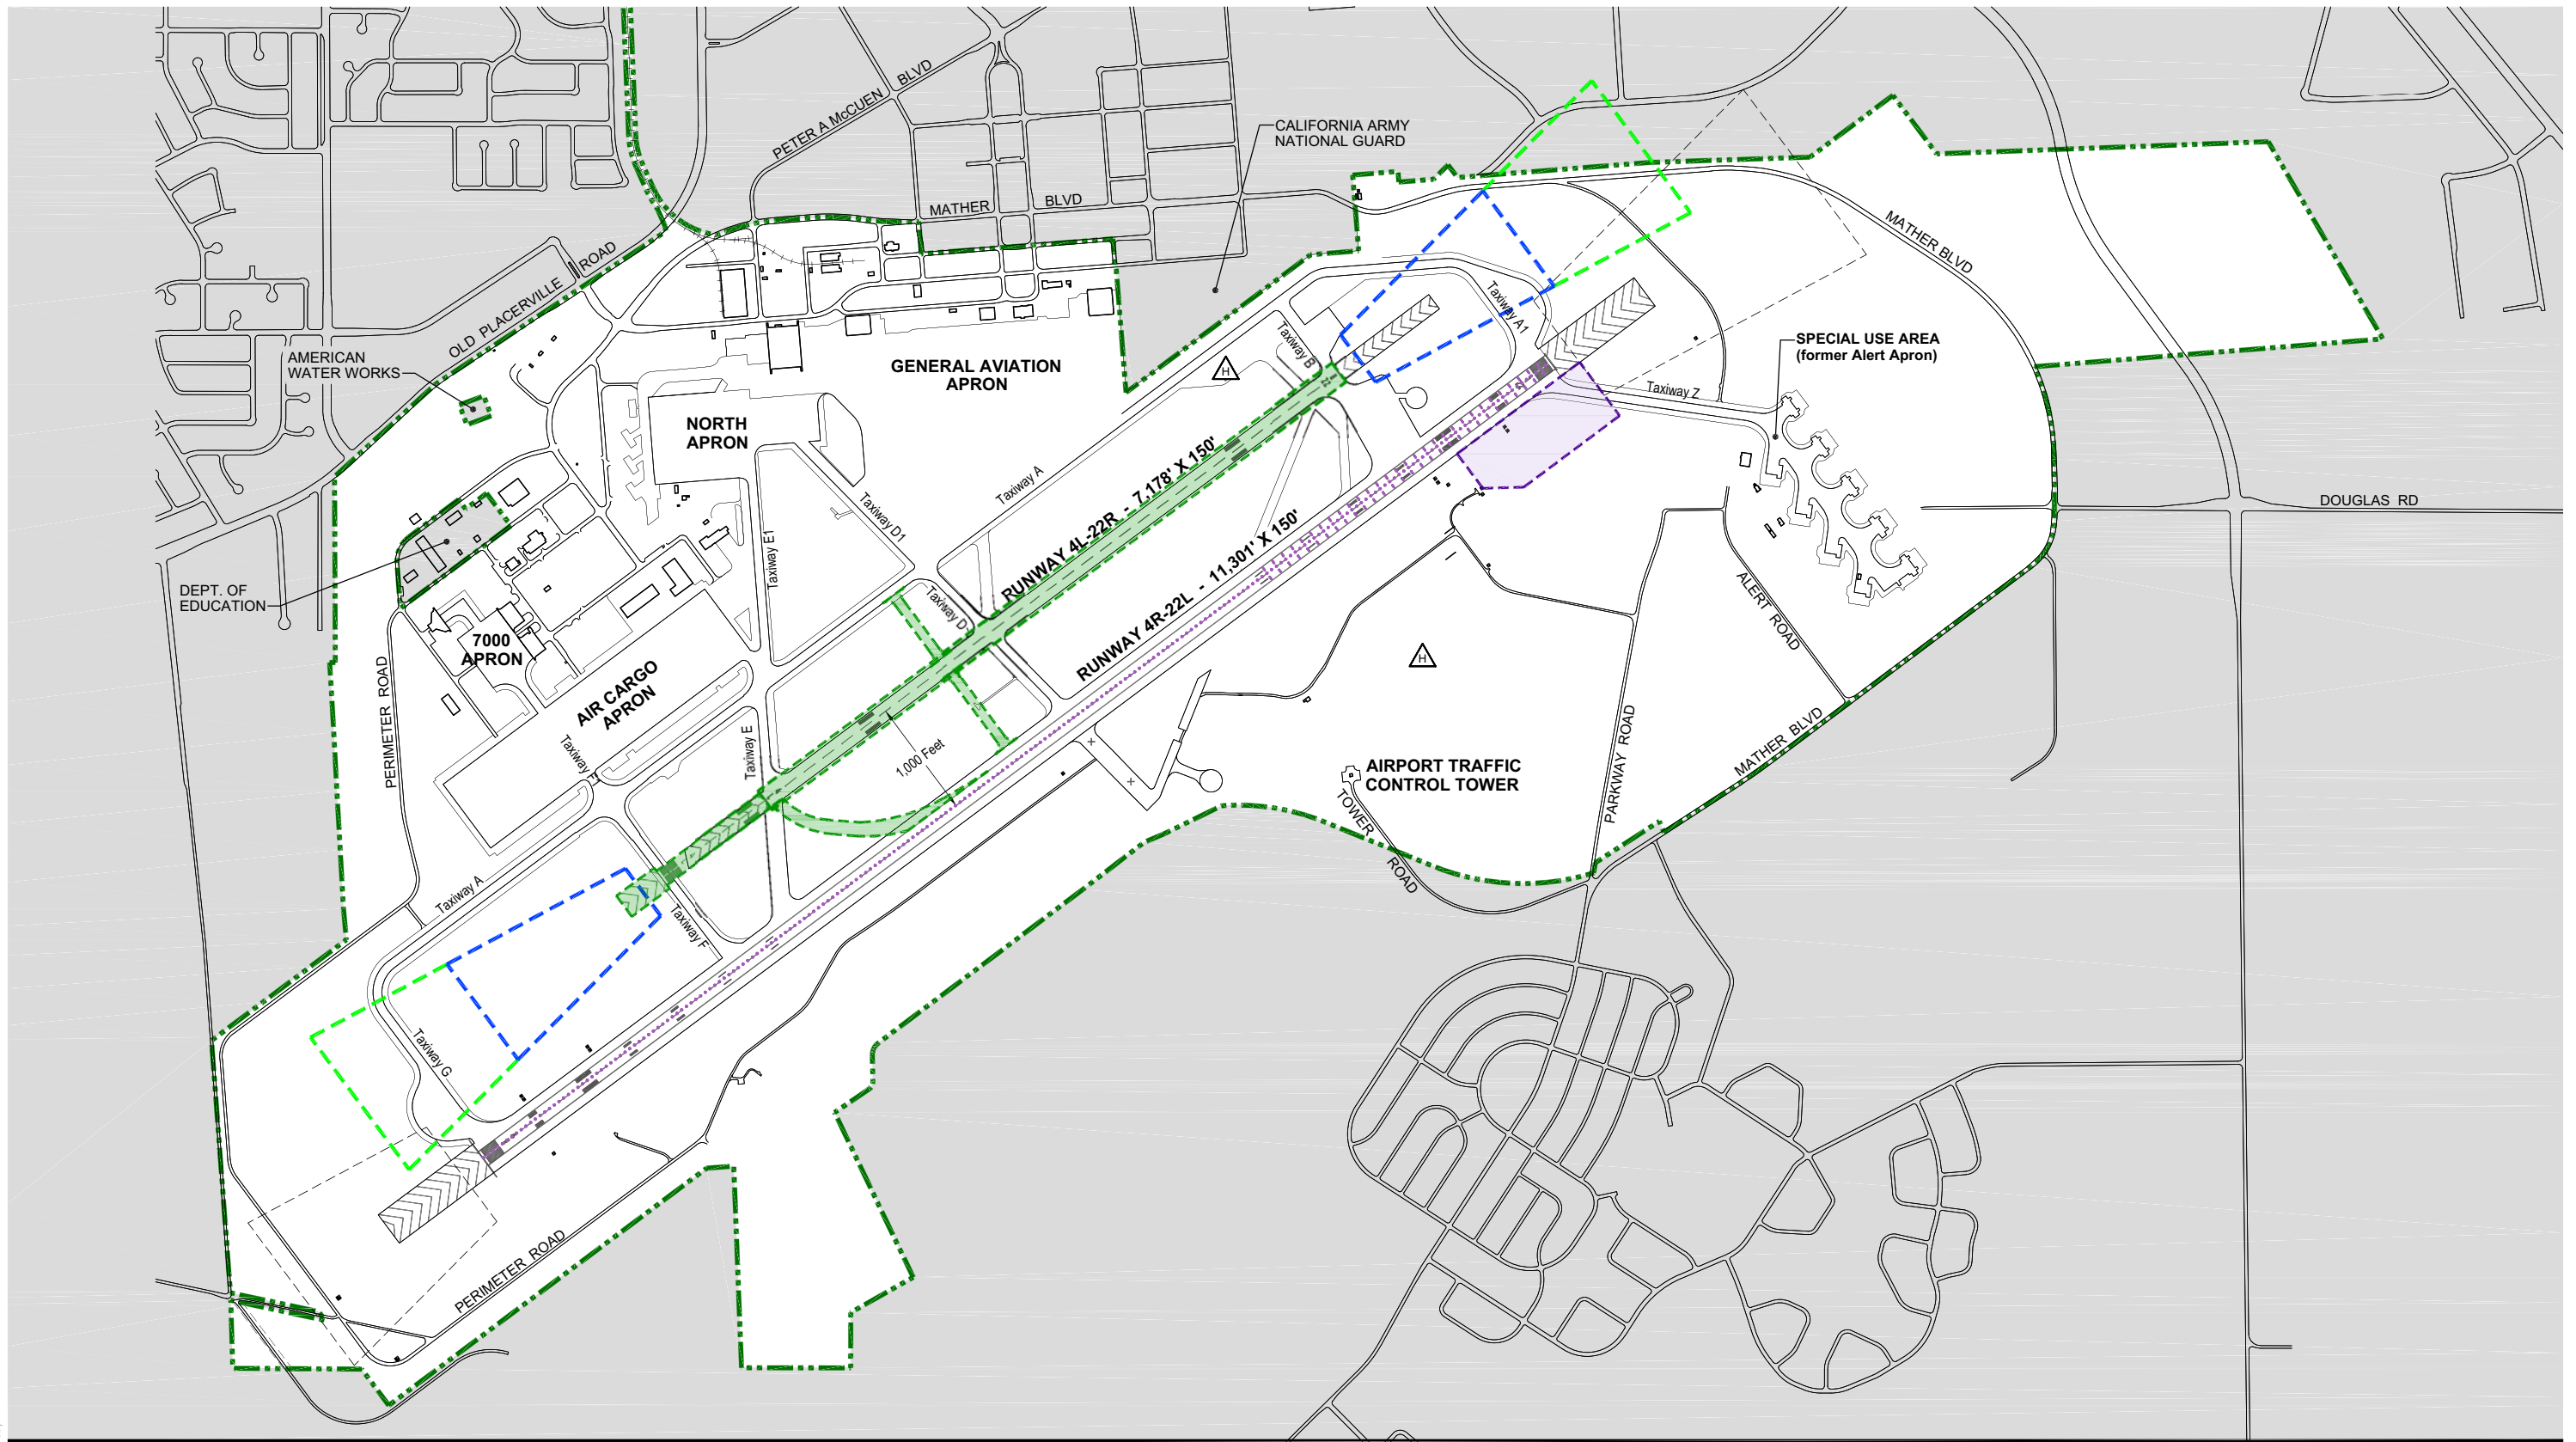 PETER A McCUEN BLVD
CALIFORNIA ARMY
NATIONAL GUARD
MATHER BLVD
MATHER BLVD
OLD PLACERVILLE ROAD
AMERICAN
WATER WORKS
GENERAL AVIATION
APRON
H
Taxiway B
Taxiway A1
SPECIAL USE AREA
(former Alert Apron)
Taxiway Z
NORTH
APRON
Taxiway A
Taxiway D1
RUNWAY 4L-22R - 7,178' X 150'
RUNWAY 4R-22L - 11,301' X 150'
DOUGLAS RD
Taxiway E1
DEPT. OF
EDUCATION
Taxiway D
ALERT ROAD
7000
APRON
PERIMETER ROAD
AIR CARGO
APRON
H
Taxiway E
1,000 Feet
AIRPORT TRAFFIC
CONTROL TOWER
TOWER ROAD
PARKWAY ROAD
MATHER BLVD
Taxiway A
Taxiway F
Taxiway G
PERIMETER ROAD